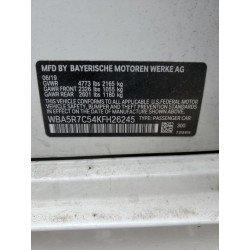 MFD. BY BAYERISCHE MOTOREN WERKE AG
06/19
GVWR 4773 lbs 2165 kg
GAWR FRONT 2326 lbs 1055 kg
GAWR REAR 2601 lbs 1180 kg
THIS VEHICLE CONFORMS TO ALL APPLICABLE U.S. FEDERAL MOTOR
VEHICLE SAFETY, BUMPER, AND THEFT PREVENTION STANDARDS
IN EFFECT ON THE DATE OF MANUFACTURE SHOWN ABOVE.
WBA5R7C54KFH26245
TYPE: PASSENGER CAR